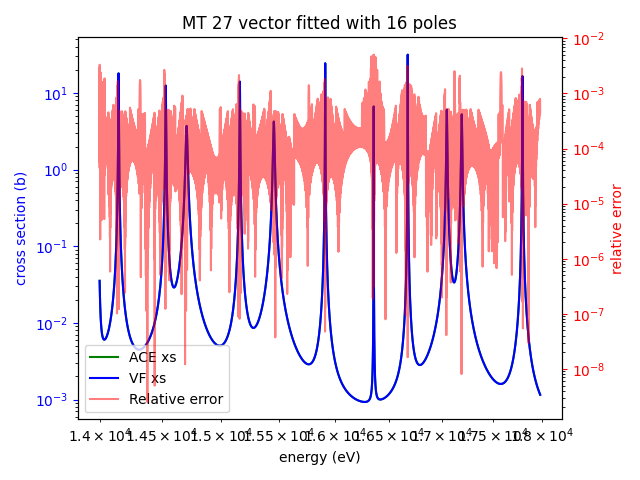 MT 27 vector fitted with 16 poles
10¹
10⁰
10⁻¹
10⁻²
10⁻³
cross section (b)
10⁻²
10⁻³
10⁻⁴
10⁻⁵
10⁻⁶
10⁻⁷
10⁻⁸
relative error
ACE xs
VF xs
Relative error
1.4 × 10⁴ 1.45 × 10⁴ 1.5 × 10⁴ 1.55 × 10⁴ 1.6 × 10⁴ 1.65 × 10⁴ 1.7 × 10⁴ 1.75 × 10⁴ 1.8 × 10⁴
energy (eV)